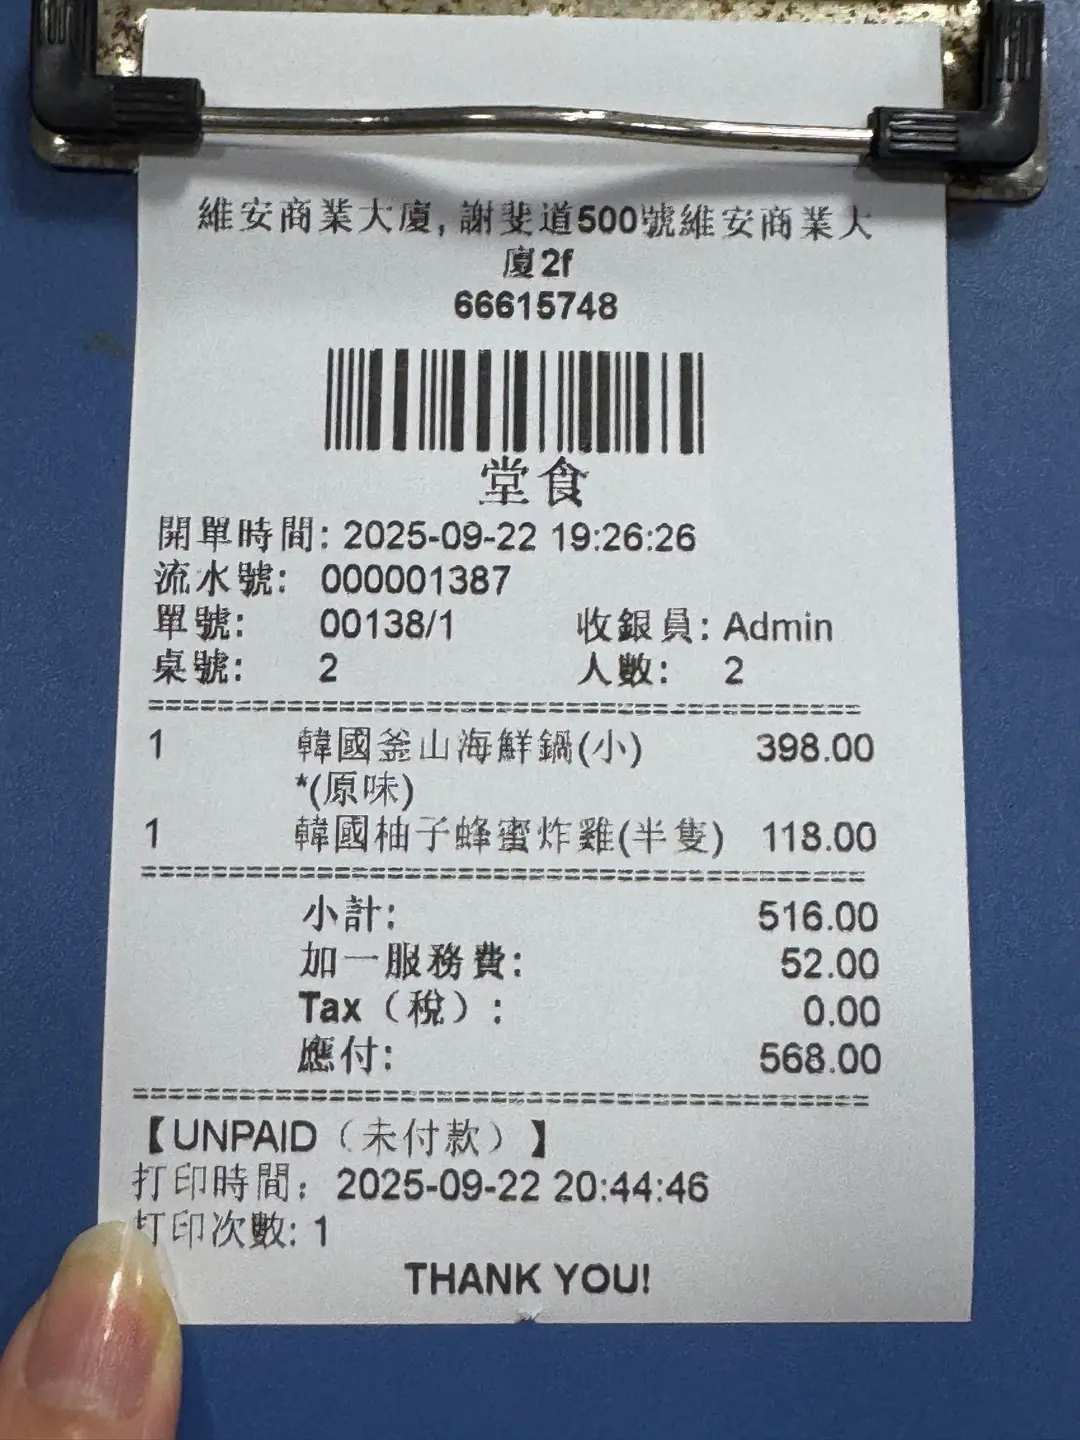 維安商業大廈, 謝斐道500號維安商業大
廈2f
66615748
堂食
開單時間: 2025-09-22 19:26:26
流水號: 000001387
單號: 00138/1 收銀員: Admin
桌號: 2 人數: 2
1 韓國釜山海鮮鍋(小) 398.00
*(原味)
1 韓國柚子蜂蜜炸雞(半隻) 118.00
小計: 516.00
加一服務費: 52.00
Tax（稅）: 0.00
應付: 568.00
【UNPAID（未付款）】
打印時間: 2025-09-22 20:44:46
打印次數: 1
THANK YOU!